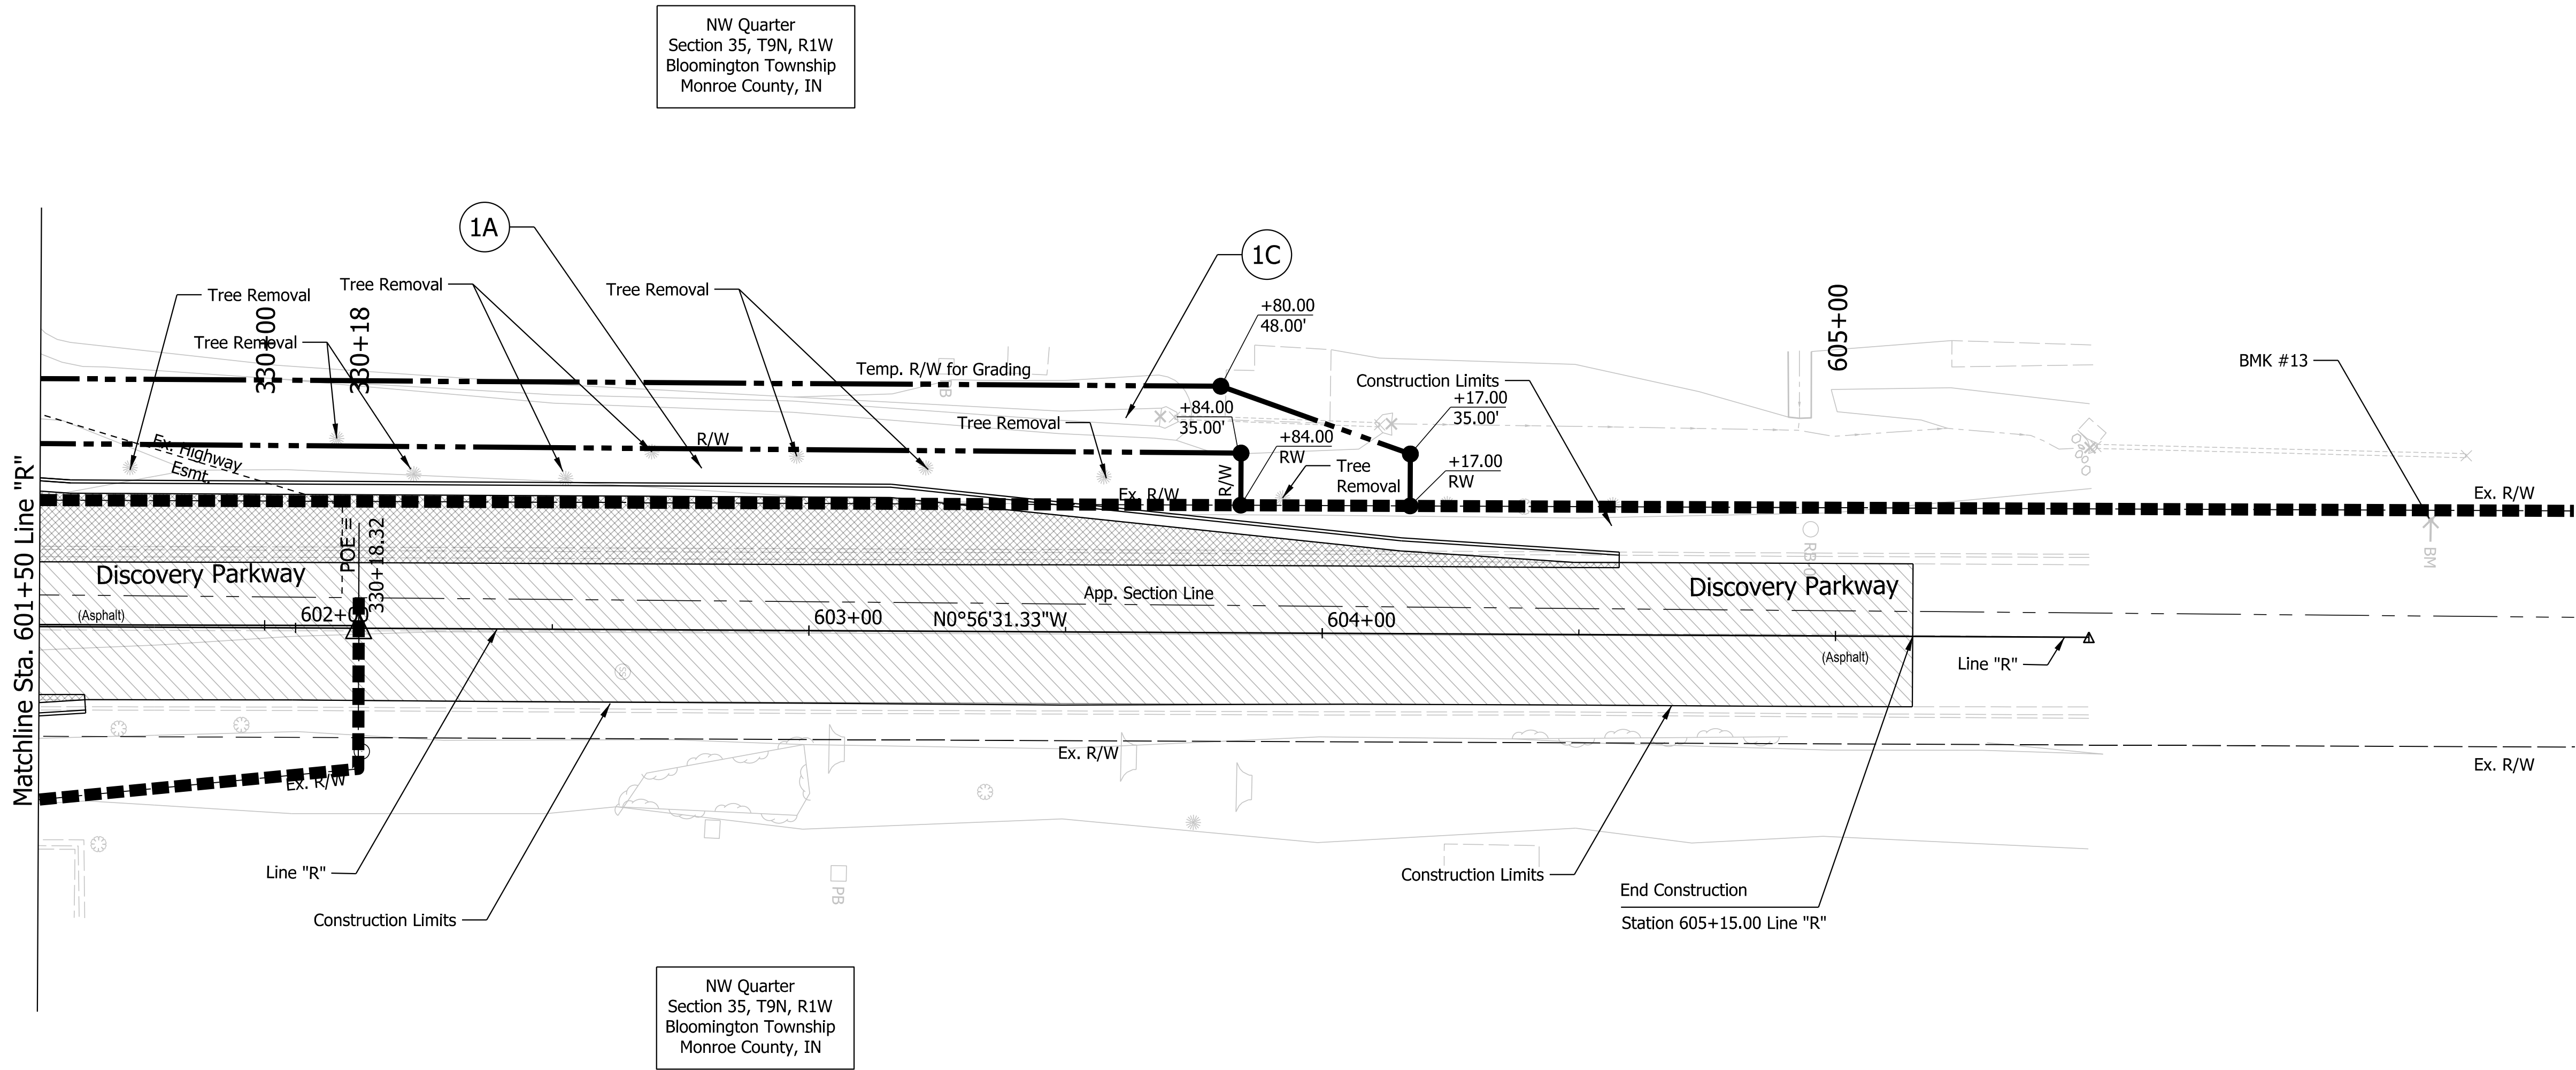 NW Quarter
Section 35, T9N, R1W
Bloomington Township
Monroe County, IN
1A
1C
Tree Removal
Tree Removal
Tree Removal
Tree Removal
330+00
330+18
+80.00
48.00'
605+00
Temp. R/W for Grading
PB
Construction Limits
BMK #13
+17.00
35.00'
+84.00
35.00'
Tree Removal
R/W
Ex. Highway
Esmt.
+84.00
RW
Tree
Removal
+17.00
RW
R/W
Ex. R/W
Ex. R/W
Matchline Sta. 601+50 Line "R"
POE =
330+18.32
BM
Discovery Parkway
Discovery Parkway
App. Section Line
(Asphalt)
602+00
603+00
N0°56'31.33"W
604+00
(Asphalt)
Line "R"
Ex. R/W
Ex. R/W
Ex. R/W
Line "R"
Construction Limits
PB
Construction Limits
End Construction
Station 605+15.00 Line "R"
NW Quarter
Section 35, T9N, R1W
Bloomington Township
Monroe County, IN